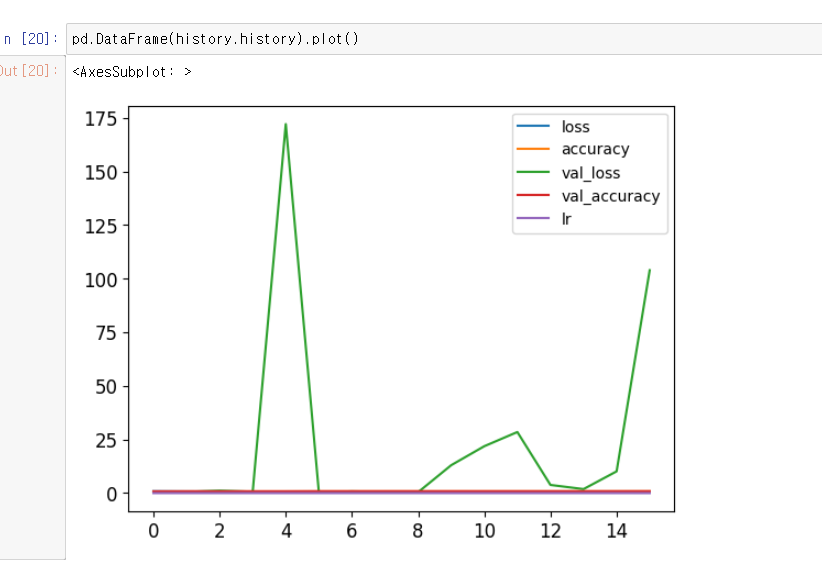 n [20]: pd.DataFrame(history.history).plot()
Out[20]: <AxesSubplot: >
175
150
125
100
75
50
25
0
loss
accuracy
val_loss
val_accuracy
lr
0 2 4 6 8 10 12 14